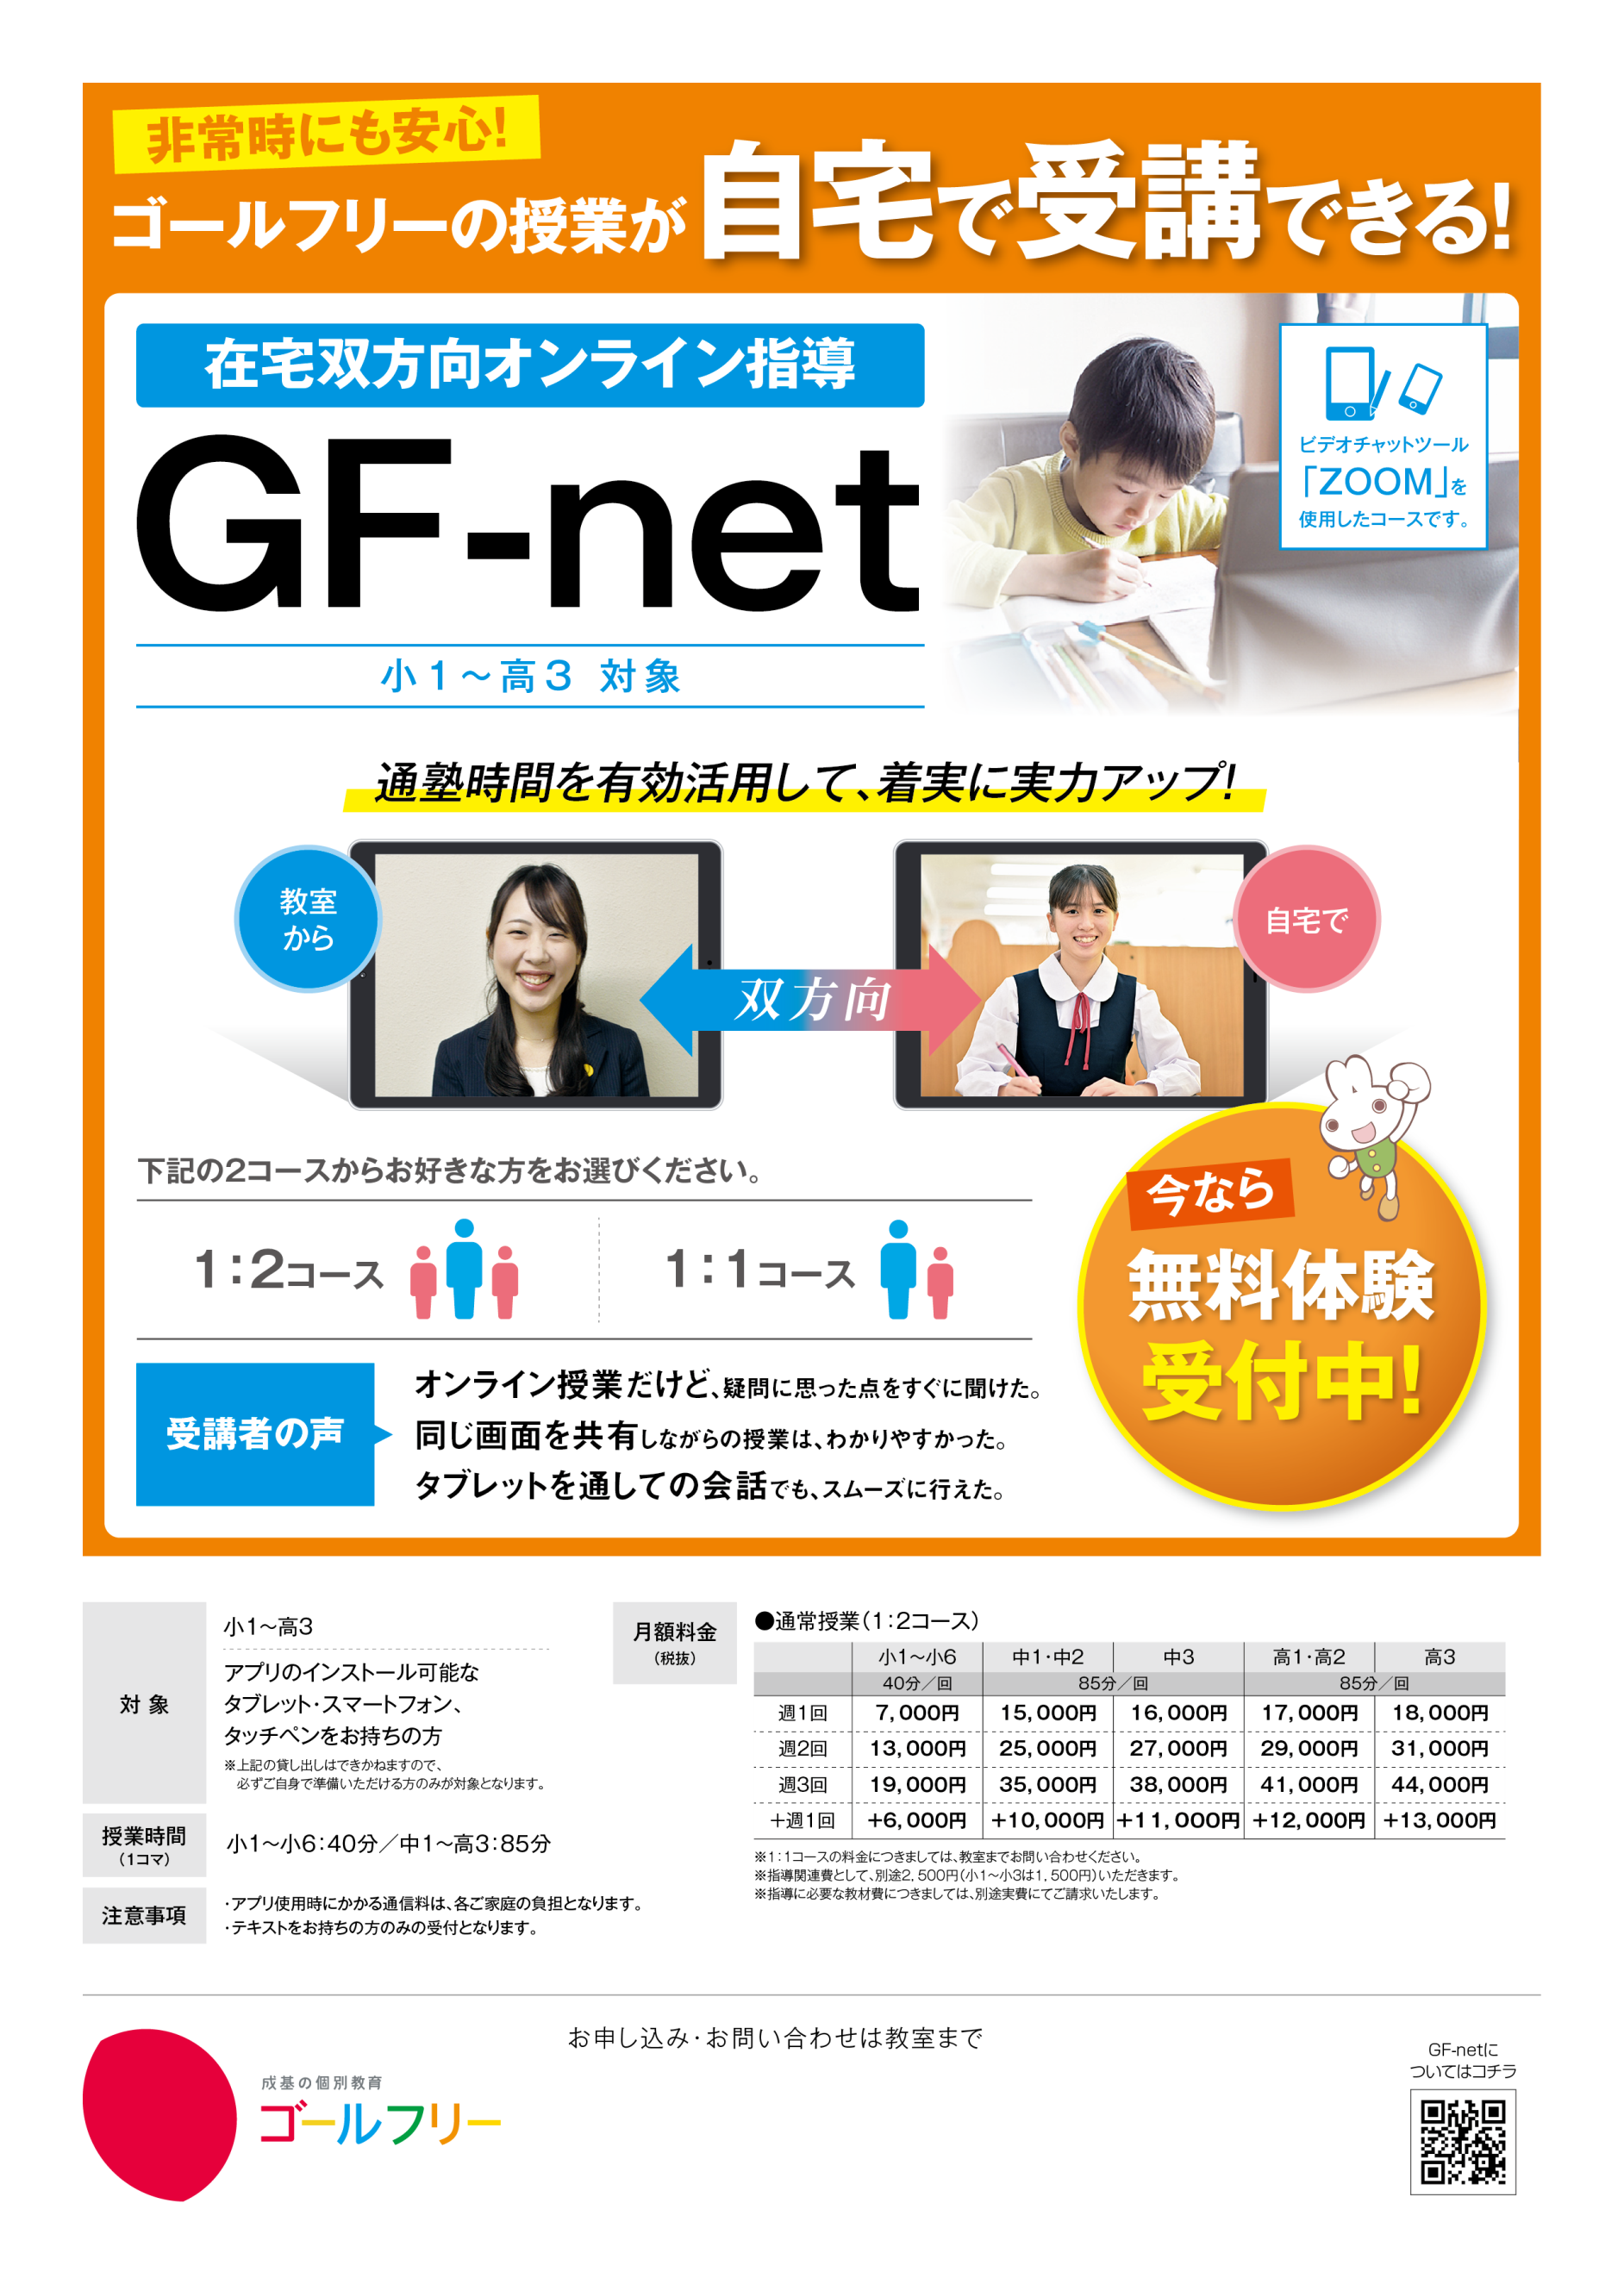 非常時にも安心!
ゴールフリーの授業が 自宅で受講できる!
在宅双方向オンライン指導
GF-net
小1〜高3 対象
ビデオチャットツール
「ZOOM」を
使用したコースです。
通塾時間を有効活用して、着実に実力アップ!
教室
から
双方向
自宅で
下記の2コースからお好きな方をお選びください。
1:2コース
1:1コース
今なら
無料体験
受付中!
受講者の声
オンライン授業だけど、疑問に思った点をすぐに聞けた。
同じ画面を共有しながらの授業は、わかりやすかった。
タブレットを通しての会話でも、スムーズに行えた。
対象
小1〜高3
アプリのインストール可能な
タブレット・スマートフォン、
タッチペンをお持ちの方
※上記の貸し出しはできかねますので、
必ずご自身で準備いただける方のみが対象となります。
授業時間
(1コマ)
小1〜小6:40分/中1〜高3:85分
注意事項
・アプリ使用時にかかる通信料は、各ご家庭の負担となります。
・テキストをお持ちの方のみの受付となります。
月額料金
(税抜)
●通常授業(1:2コース)
小1〜小6 中1・中2 中3 高1・高2 高3
40分/回 85分/回 85分/回
週1回 7,000円 15,000円 16,000円 17,000円 18,000円
週2回 13,000円 25,000円 27,000円 29,000円 31,000円
週3回 19,000円 35,000円 38,000円 41,000円 44,000円
+週1回 +6,000円 +10,000円 +11,000円 +12,000円 +13,000円
※1:1コースの料金につきましては、教室までお問い合わせください。
※指導関連費として、別途2,500円(小1〜小3は1,500円)いただきます。
※指導に必要な教材費につきましては、別途実費にてご請求いたします。
お申し込み・お問い合わせは教室まで
成基の個別教育
ゴールフリー
GF-netに
ついてはコチラ